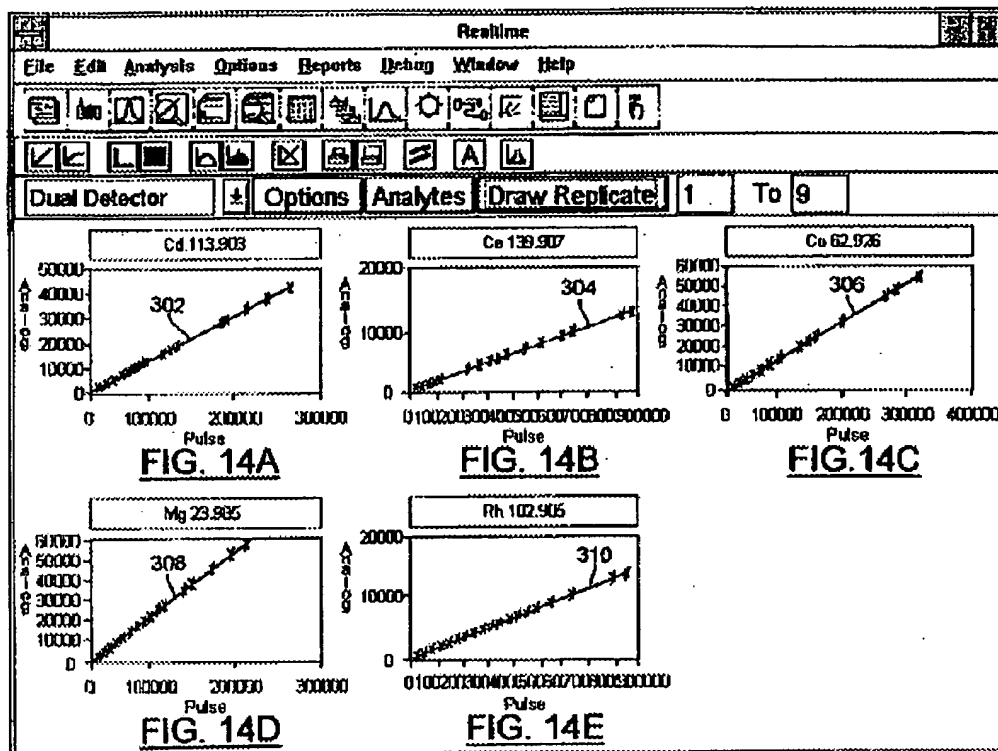 Realtime
File Edit Analysis Options Reports Debug Window Help
Dual Detector Options Analytes Draw Replicate 1 To 9
Cd 113.903
Analog
50000
40000
30000
20000
10000
0
302
0 100000 200000 300000
Pulse
FIG. 14A
Ce 139.907
Analog
20000
10000
0
304
Pulse
FIG. 14B
Cu 62.926
Analog
60000
50000
40000
30000
20000
10000
0
306
0 100000 200000 300000 400000
Pulse
FIG.14C
Mg 23.985
Analog
60000
50000
40000
30000
20000
10000
0
308
0 100000 200000 300000
Pulse
FIG. 14D
Rh 102.905
Analog
20000
10000
0
310
Pulse
FIG. 14E